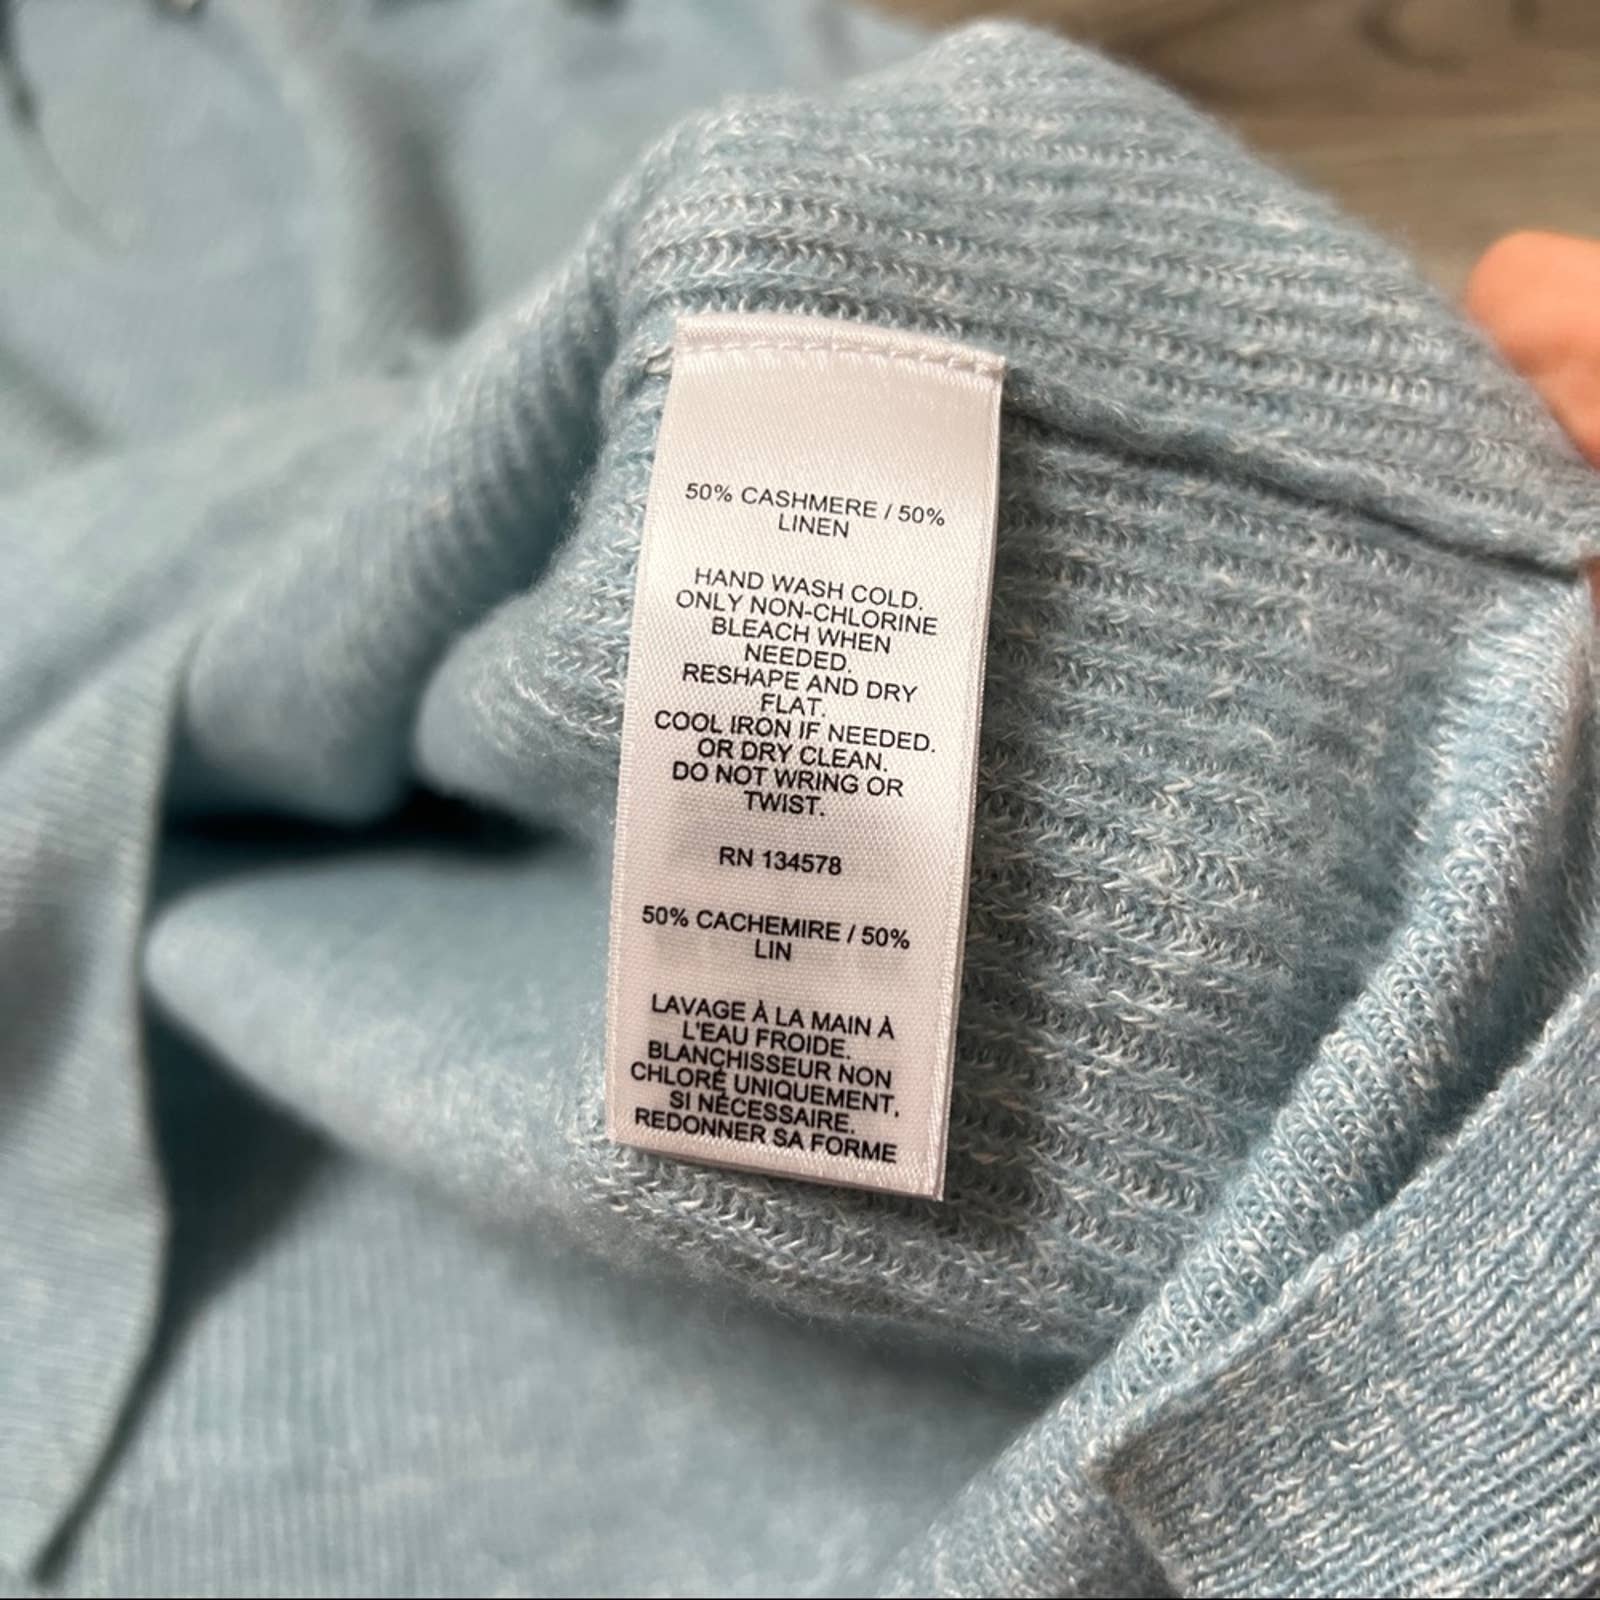 50% CASHMERE / 50%
LINEN
HAND WASH COLD.
ONLY NON-CHLORINE
BLEACH WHEN
NEEDED.
RESHAPE AND DRY
FLAT.
COOL IRON IF NEEDED.
OR DRY CLEAN.
DO NOT WRING OR
TWIST.
RN 134578
50% CACHEMIRE / 50%
LIN
LAVAGE À LA MAIN À
L'EAU FROIDE.
BLANCHISSEUR NON
CHLORÉ UNIQUEMENT,
SI NÉCESSAIRE.
REDONNER SA FORME